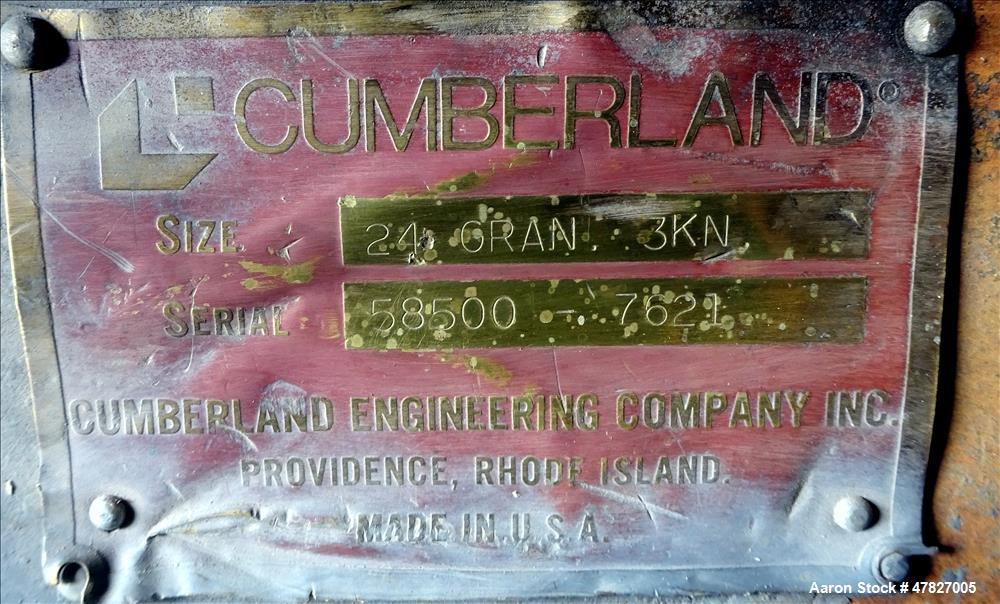 CUMBERLAND®
SIZE. 24 GRAN. 3KN
SERIAL 58500 - 7621
CUMBERLAND ENGINEERING COMPANY INC.
PROVIDENCE, RHODE ISLAND.
MADE IN U.S.A.
Aaron Stock # 47827005